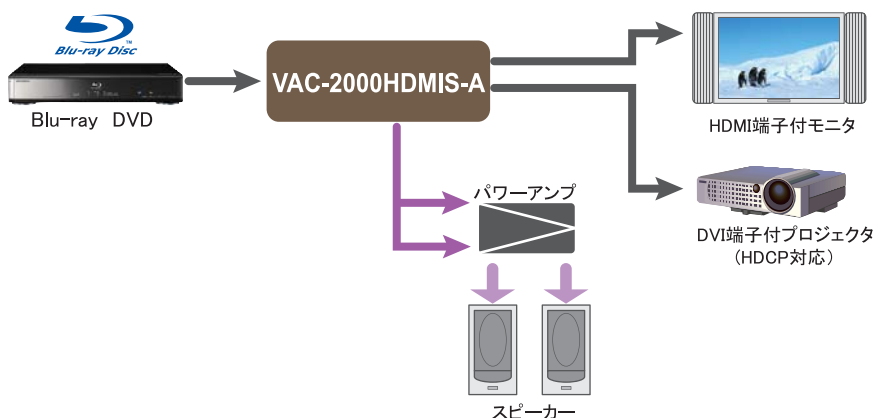 Blu-ray Disc
TM
Blu-ray DVD
VAC-2000HDMIS-A
HDMI端子付モニタ
パワーアンプ
DVI端子付プロジェクタ
（HDCP対応）
スピーカー